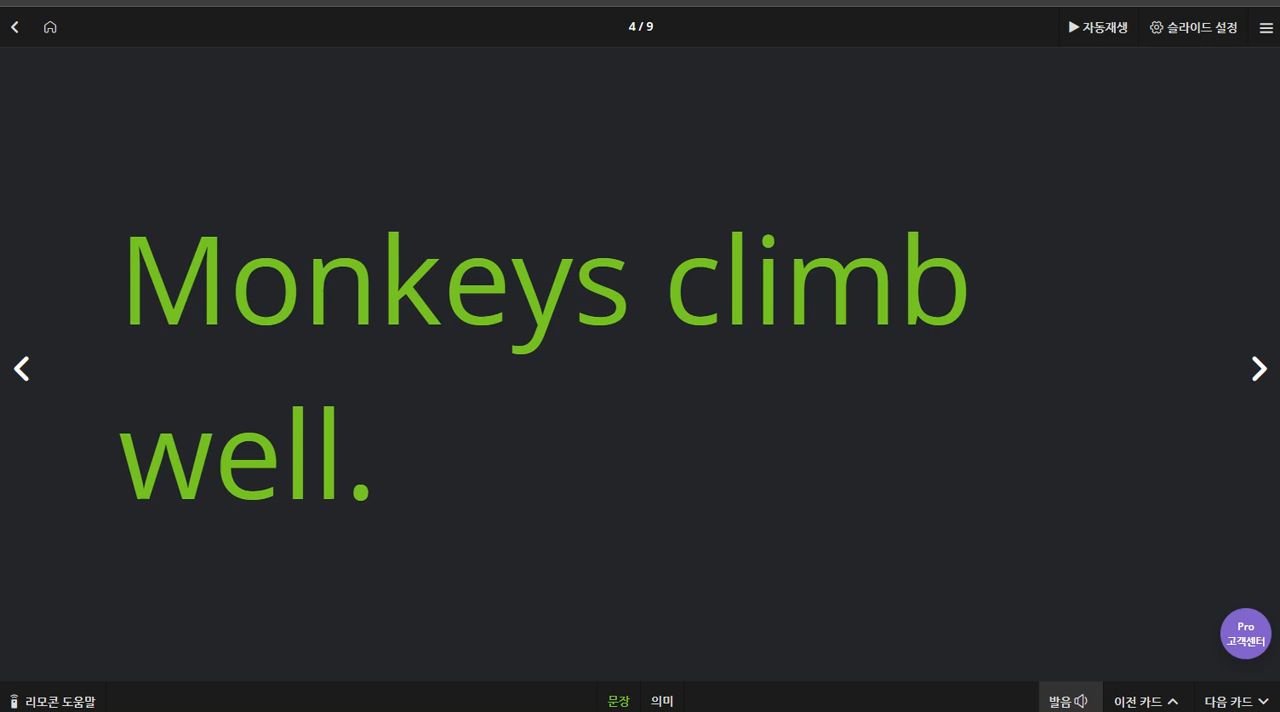 4 / 9
자동재생
슬라이드 설정
Monkeys climb
well.
Pro
고객센터
리모콘 도움말
문장
의미
발음
이전 카드
다음 카드